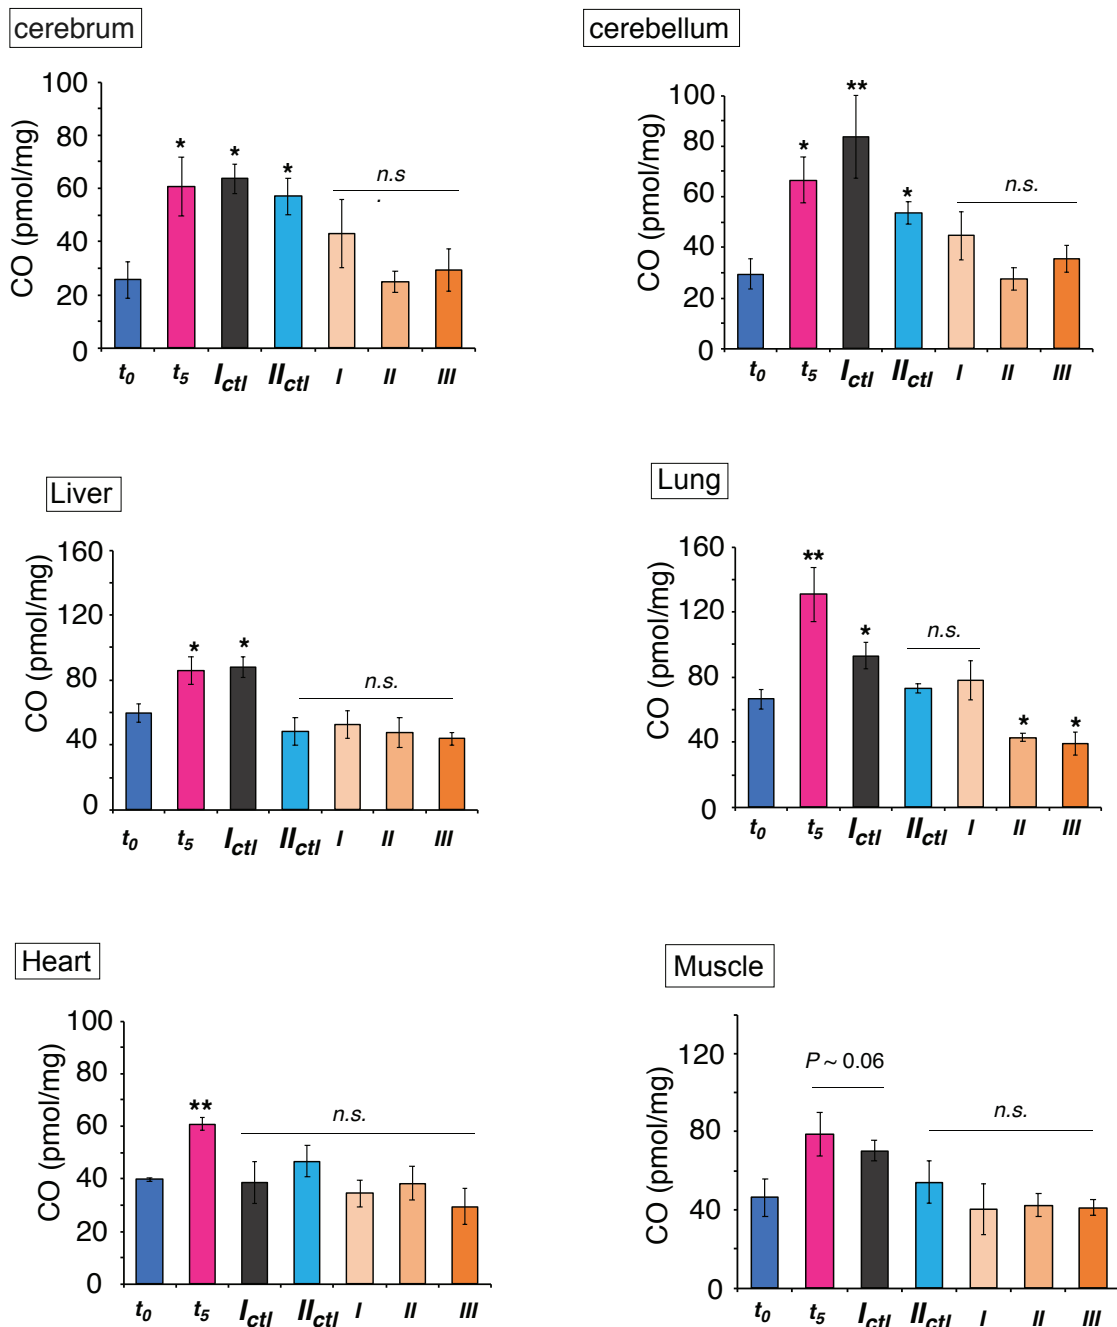 cerebrum
100
80
60
40
20
0
CO (pmol/mg)
*
*
*
n.s
.
t0 t5 Ictl IIctl I II III
cerebellum
100
80
60
40
20
0
CO (pmol/mg)
*
**
*
n.s.
t0 t5 Ictl IIctl I II III
Liver
160
120
80
40
0
CO (pmol/mg)
*
*
n.s.
t0 t5 Ictl IIctl I II III
Lung
160
120
80
40
0
CO (pmol/mg)
**
*
n.s.
*
*
t0 t5 Ictl IIctl I II III
Heart
100
80
60
40
20
0
CO (pmol/mg)
**
n.s.
t0 t5 Ictl IIctl I II III
Muscle
120
80
40
0
CO (pmol/mg)
P ~ 0.06
n.s.
t0 t5 Ictl IIctl I II III